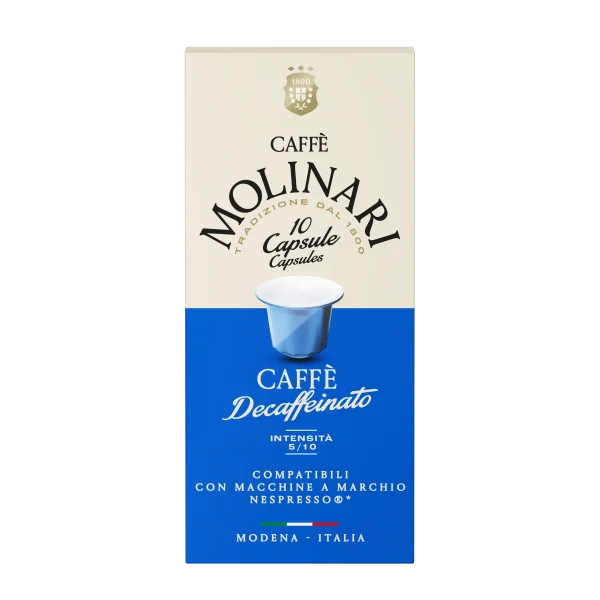 1800
CAFFÈ
MOLINARI
TRADIZIONE DAL 1800
10
Capsule
Capsules
CAFFÈ
Decaffeinato
INTENSITÀ
5/10
COMPATIBILI
CON MACCHINE A MARCHIO
NESPRESSO®*
MODENA - ITALIA